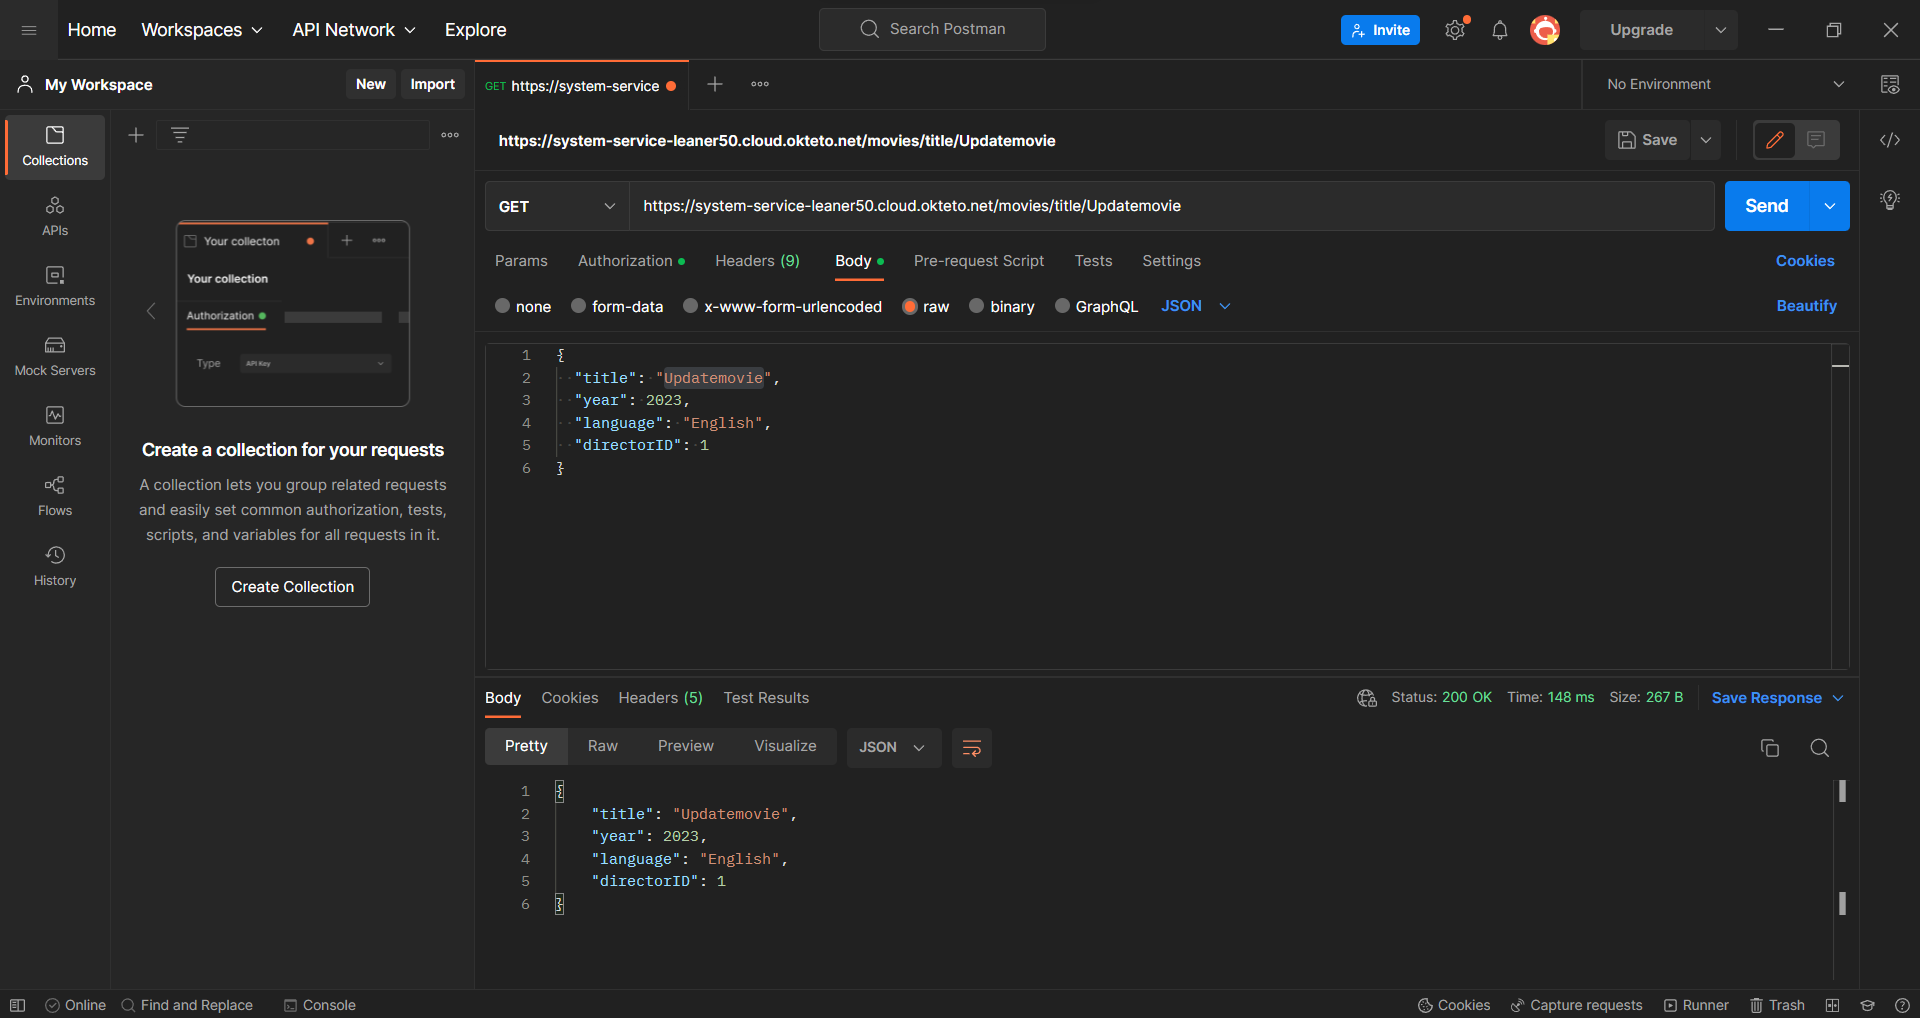 Home Workspaces API Network Explore Search Postman Invite Upgrade
My Workspace New Import GET https://system-service No Environment
https://system-service-leaner50.cloud.okteto.net/movies/title/Updatemovie Save
GET https://system-service-leaner50.cloud.okteto.net/movies/title/Updatemovie Send
Params Authorization Headers (9) Body Pre-request Script Tests Settings Cookies
none form-data x-www-form-urlencoded raw binary GraphQL JSON Beautify
1 {
2 "title": "Updatemovie",
3 "year": 2023,
4 "language": "English",
5 "directorID": 1
6 }
Collections
APIs
Environments
Mock Servers
Monitors
Flows
History
Your collecton
Your collection
Authorization
Type API Key
Create a collection for your requests
A collection lets you group related requests
and easily set common authorization, tests,
scripts, and variables for all requests in it.
Create Collection
Body Cookies Headers (5) Test Results Status: 200 OK Time: 148 ms Size: 267 B Save Response
Pretty Raw Preview Visualize JSON
1 {
2 "title": "Updatemovie",
3 "year": 2023,
4 "language": "English",
5 "directorID": 1
6 }
Online Find and Replace Console Cookies Capture requests Runner Trash